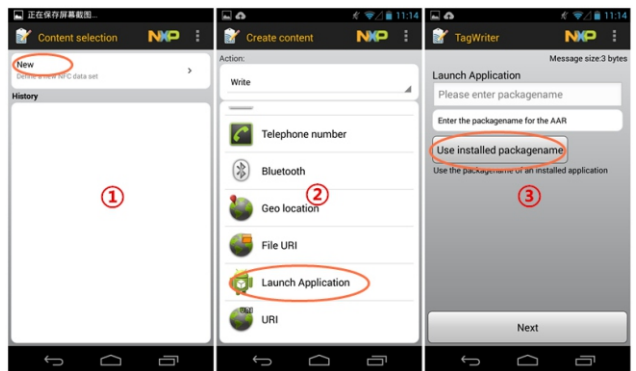 正在保存屏幕截图...
Content selection
NXP
New
Define a new NFC data set
History
①
11:14
Create content
NXP
Action:
Write
Telephone number
Bluetooth
②
Geo location
File URI
Launch Application
URI
11:14
TagWriter
NXP
Message size:3 bytes
Launch Application
Please enter packagename
Enter the packagename for the AAR
Use installed packagename
Use the packagename of an installed application
③
Next